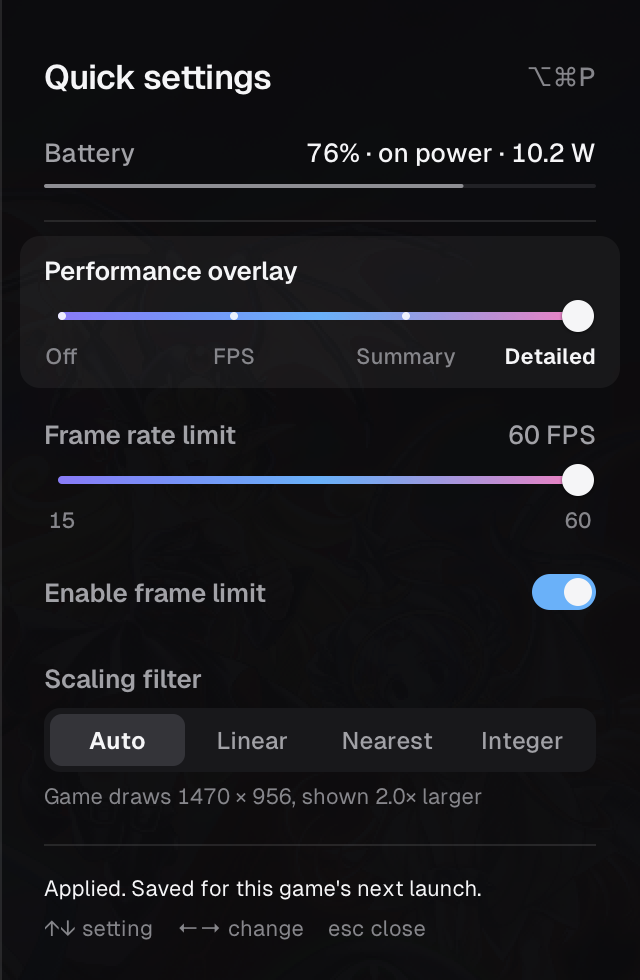 Quick settings ⌥⌘P
Battery 76% · on power · 10.2 W
Performance overlay
Off FPS Summary Detailed
Frame rate limit 60 FPS
15 60
Enable frame limit
Scaling filter
Auto Linear Nearest Integer
Game draws 1470 × 956, shown 2.0× larger
Applied. Saved for this game's next launch.
↑↓ setting ←→ change esc close